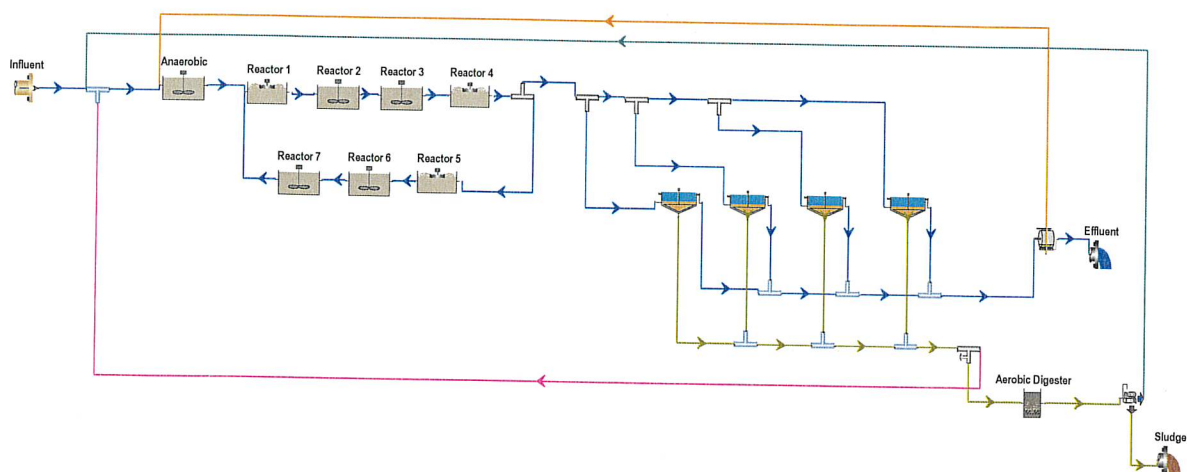 Influent
Anaerobic
Reactor 1
Reactor 2
Reactor 3
Reactor 4
Reactor 7
Reactor 6
Reactor 5
Effluent
Aerobic Digester
Sludge